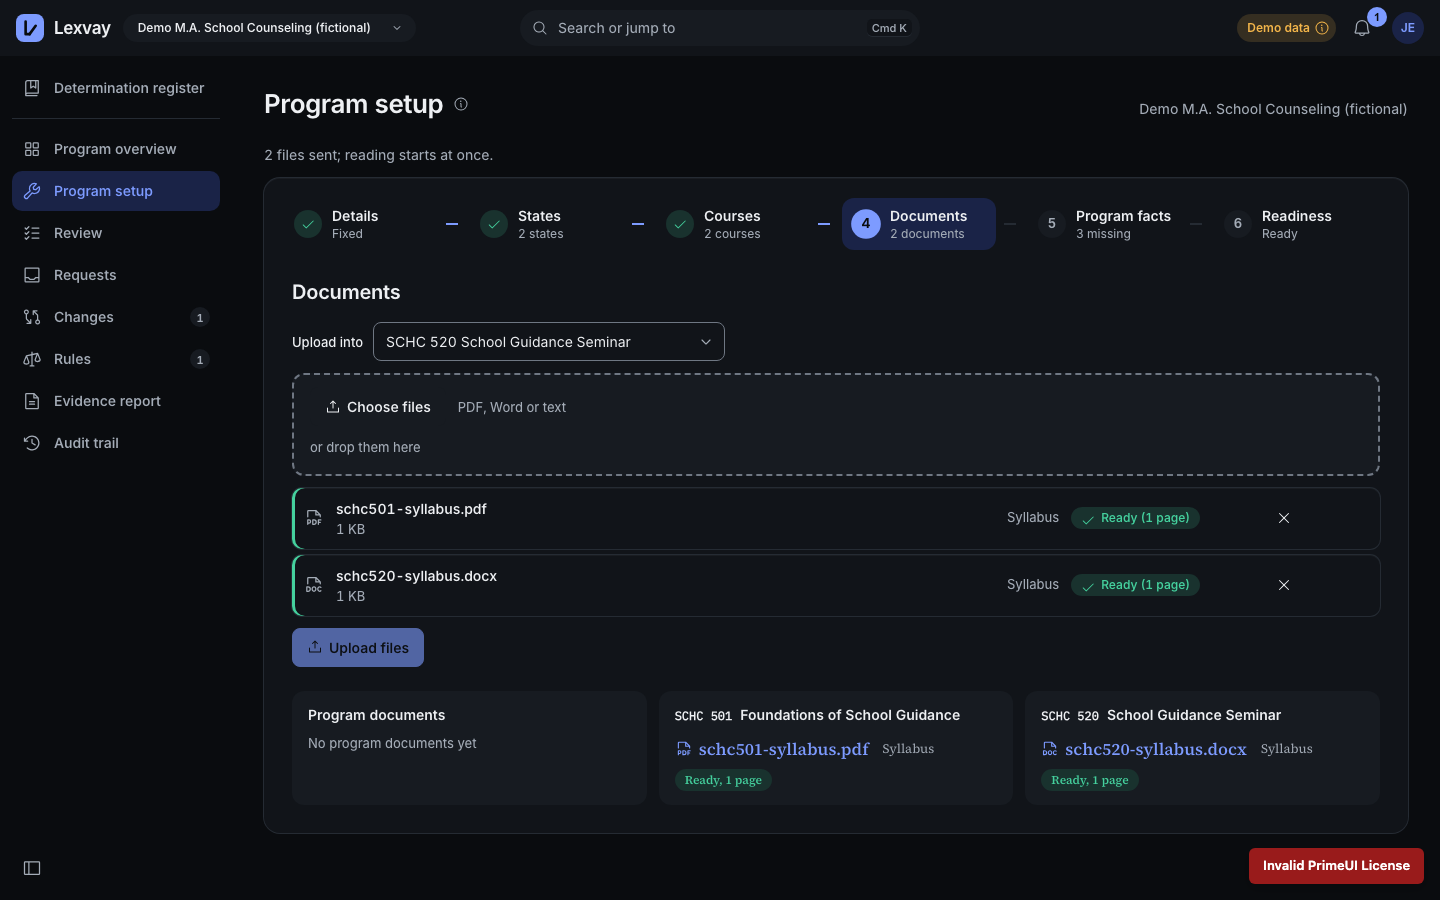 Lexvay
Demo M.A. School Counseling (fictional)
Search or jump to
Cmd K
Demo data
1
JE
Determination register
Program overview
Program setup
Review
Requests
Changes 1
Rules 1
Evidence report
Audit trail
Program setup
Demo M.A. School Counseling (fictional)
2 files sent; reading starts at once.
Details
Fixed
States
2 states
Courses
2 courses
4
Documents
2 documents
5
Program facts
3 missing
6
Readiness
Ready
Documents
Upload into
SCHC 520 School Guidance Seminar
Choose files
PDF, Word or text
or drop them here
PDF
schc501-syllabus.pdf
1 KB
Syllabus
Ready (1 page)
DOC
schc520-syllabus.docx
1 KB
Syllabus
Ready (1 page)
Upload files
Program documents
No program documents yet
SCHC 501 Foundations of School Guidance
PDF
schc501-syllabus.pdf Syllabus
Ready, 1 page
SCHC 520 School Guidance Seminar
DOC
schc520-syllabus.docx Syllabus
Ready, 1 page
Invalid PrimeUI License